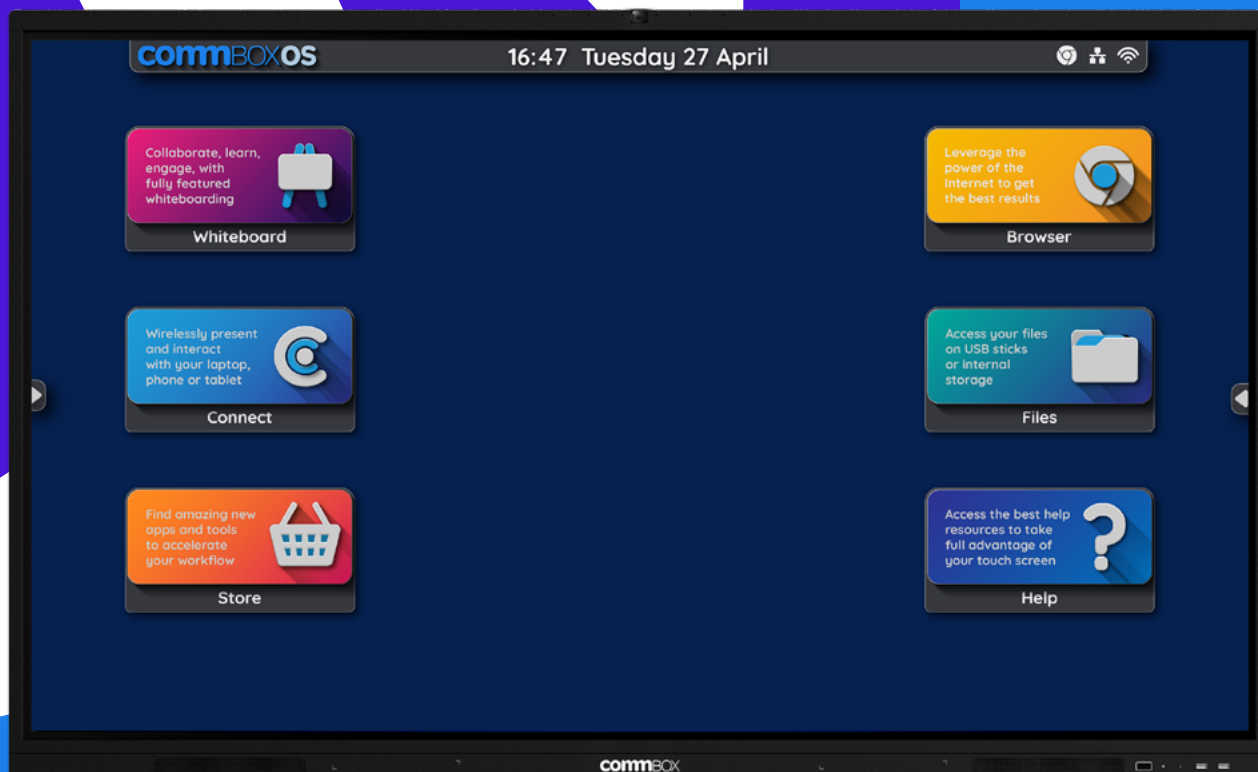 commBOXOS
16:47 Tuesday 27 April
Collaborate, learn,
engage, with
fully featured
whiteboarding
Whiteboard
Leverage the
power of the
Internet to get
the best results
Browser
Wirelessly present
and interact
with your laptop,
phone or tablet
Connect
Access your files
on USB sticks
or internal
storage
Files
Find amazing new
apps and tools
to accelerate
your workflow
Store
Access the best help
resources to take
full advantage of
your touch screen
Help
commBOX